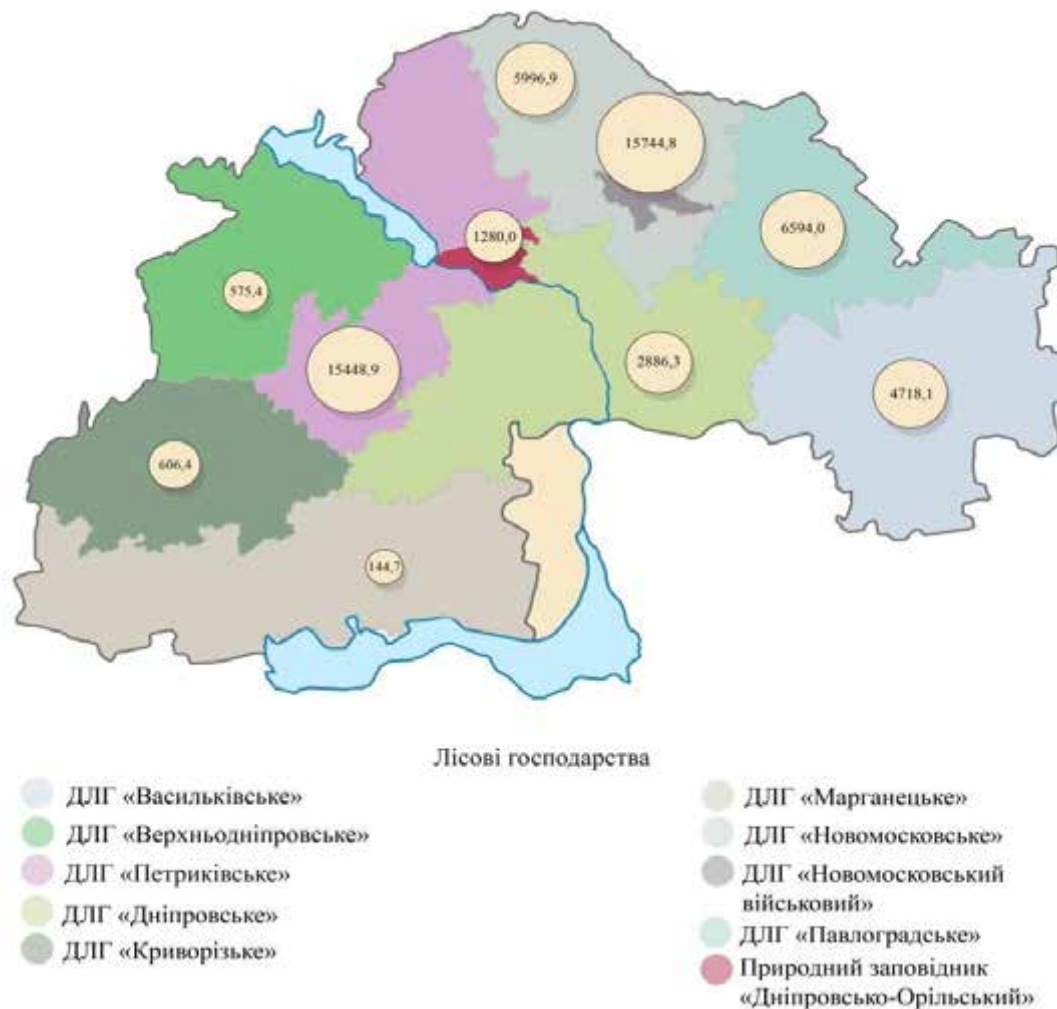 5996,9
15744,8
1280,0
6594,0
575,4
15448,9
2886,3
4718,1
606,4
144,7
Лісові господарства
ДЛГ «Васильківське»
ДЛГ «Верхньодніпровське»
ДЛГ «Петриківське»
ДЛГ «Дніпровське»
ДЛГ «Криворізьке»
ДЛГ «Марганецьке»
ДЛГ «Новомосковське»
ДЛГ «Новомосковський
військовий»
ДЛГ «Павлоградське»
Природний заповідник
«Дніпровсько-Орільський»